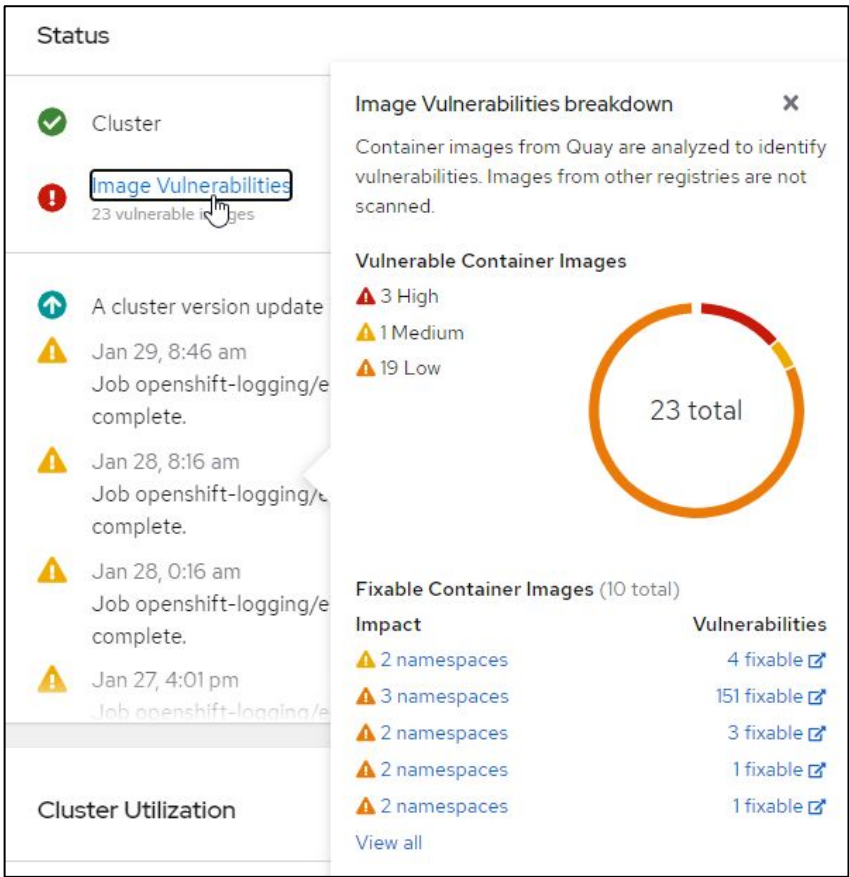 Status
Cluster
Image Vulnerabilities
23 vulnerable images
A cluster version update
Jan 29, 8:46 am
Job openshift-logging/e
complete.
Jan 28, 8:16 am
Job openshift-logging/e
complete.
Jan 28, 0:16 am
Job openshift-logging/e
complete.
Jan 27, 4:01 pm
Job openshift-logging/e
Cluster Utilization
Image Vulnerabilities breakdown
Container images from Quay are analyzed to identify
vulnerabilities. Images from other registries are not
scanned.
Vulnerable Container Images
3 High
1 Medium
19 Low
23 total
Fixable Container Images (10 total)
Impact Vulnerabilities
2 namespaces 4 fixable
3 namespaces 151 fixable
2 namespaces 3 fixable
2 namespaces 1 fixable
2 namespaces 1 fixable
View all